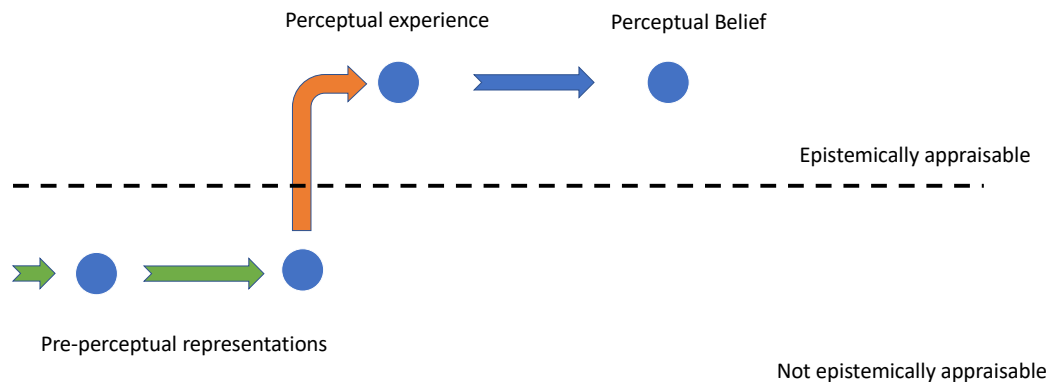 Perceptual experience
Perceptual Belief
Epistemically appraisable
Pre-perceptual representations
Not epistemically appraisable